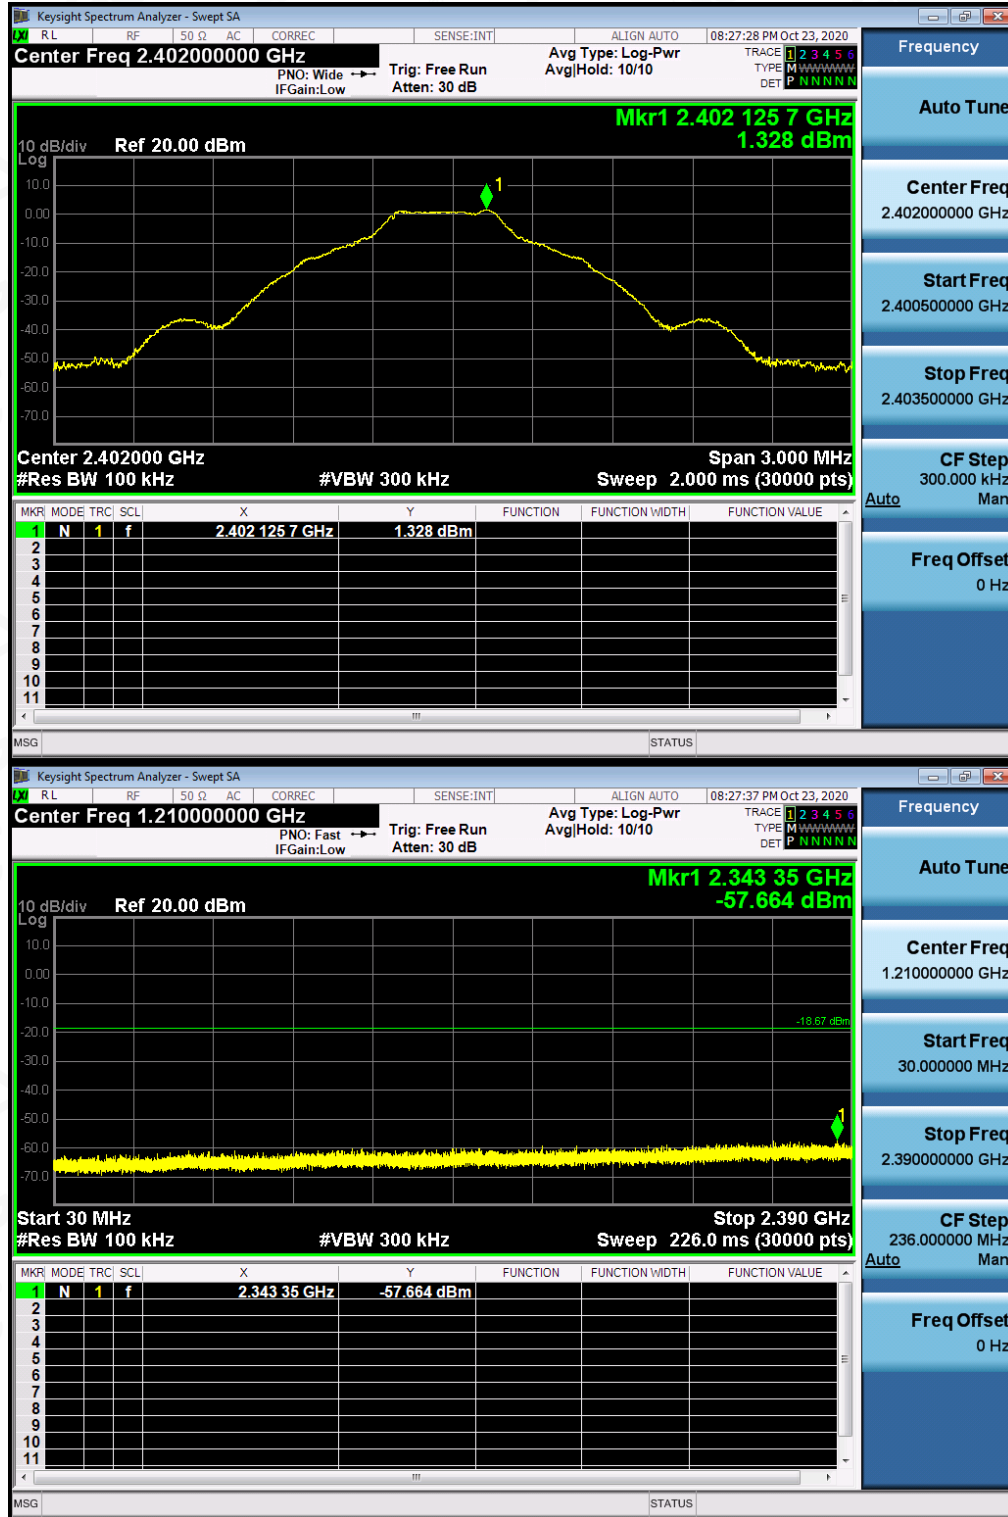 Keysight Spectrum Analyzer - Swept SA
LXI RL RF 50 Ω AC CORREC SENSE:INT ALIGN AUTO 08:27:28 PM Oct 23, 2020
Center Freq 2.402000000 GHz
PNO: Wide
IFGain:Low
Trig: Free Run
Atten: 30 dB
Avg Type: Log-Pwr
Avg|Hold: 10/10
TRACE 1 2 3 4 5 6
TYPE M WWWWW
DET P N N N N N
Frequency
Auto Tune
Center Freq
2.402000000 GHz
Start Freq
2.400500000 GHz
Stop Freq
2.403500000 GHz
CF Step
300.000 kHz
Auto Man
Freq Offset
0 Hz
Mkr1 2.402 125 7 GHz
1.328 dBm
10 dB/div Ref 20.00 dBm
Log
10.0
0.00
-10.0
-20.0
-30.0
-40.0
-50.0
-60.0
-70.0
1
Center 2.402000 GHz Span 3.000 MHz
#Res BW 100 kHz #VBW 300 kHz Sweep 2.000 ms (30000 pts)
MKR MODE TRC SCL X Y FUNCTION FUNCTION WIDTH FUNCTION VALUE
1 N 1 f 2.402 125 7 GHz 1.328 dBm
2
3
4
5
6
7
8
9
10
11
MSG STATUS
Keysight Spectrum Analyzer - Swept SA
LXI RL RF 50 Ω AC CORREC SENSE:INT ALIGN AUTO 08:27:37 PM Oct 23, 2020
Center Freq 1.210000000 GHz
PNO: Fast
IFGain:Low
Trig: Free Run
Atten: 30 dB
Avg Type: Log-Pwr
Avg|Hold: 10/10
TRACE 1 2 3 4 5 6
TYPE M WWWWW
DET P N N N N N
Frequency
Auto Tune
Center Freq
1.210000000 GHz
Start Freq
30.000000 MHz
Stop Freq
2.390000000 GHz
CF Step
236.000000 MHz
Auto Man
Freq Offset
0 Hz
Mkr1 2.343 35 GHz
-57.664 dBm
10 dB/div Ref 20.00 dBm
Log
10.0
0.00
-10.0
-20.0
-30.0
-40.0
-50.0
-60.0
-70.0
-18.67 dBm
1
Start 30 MHz Stop 2.390 GHz
#Res BW 100 kHz #VBW 300 kHz Sweep 226.0 ms (30000 pts)
MKR MODE TRC SCL X Y FUNCTION FUNCTION WIDTH FUNCTION VALUE
1 N 1 f 2.343 35 GHz -57.664 dBm
2
3
4
5
6
7
8
9
10
11
MSG STATUS